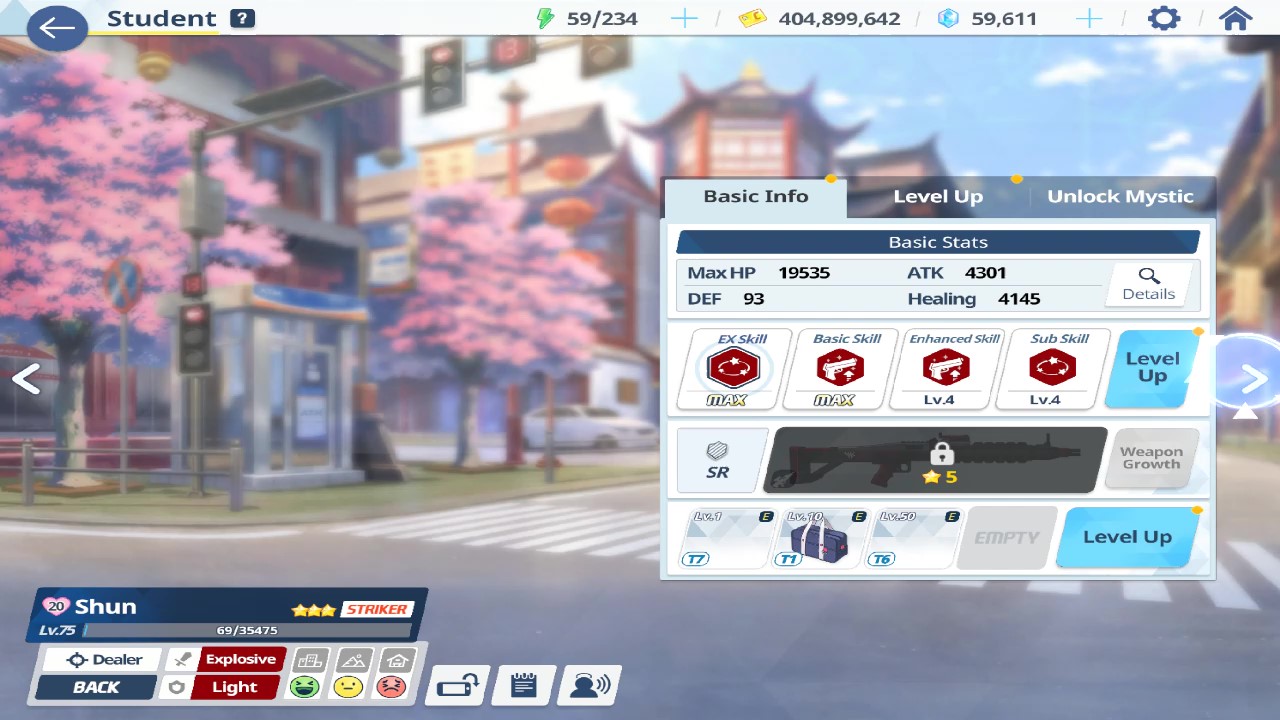 Student ?
59/234
404,899,642
59,611
Basic Info
Level Up
Unlock Mystic
Basic Stats
Max HP 19535
ATK 4301
DEF 93
Healing 4145
Details
EX Skill
MAX
Basic Skill
MAX
Enhanced Skill
Lv.4
Sub Skill
Lv.4
Level Up
SR
5
Weapon Growth
Lv.1 E
T7
Lv.10 E
T1
Lv.50 E
T6
EMPTY
Level Up
20 Shun
STRIKER
Lv.75 69/35475
Dealer
Explosive
BACK
Light